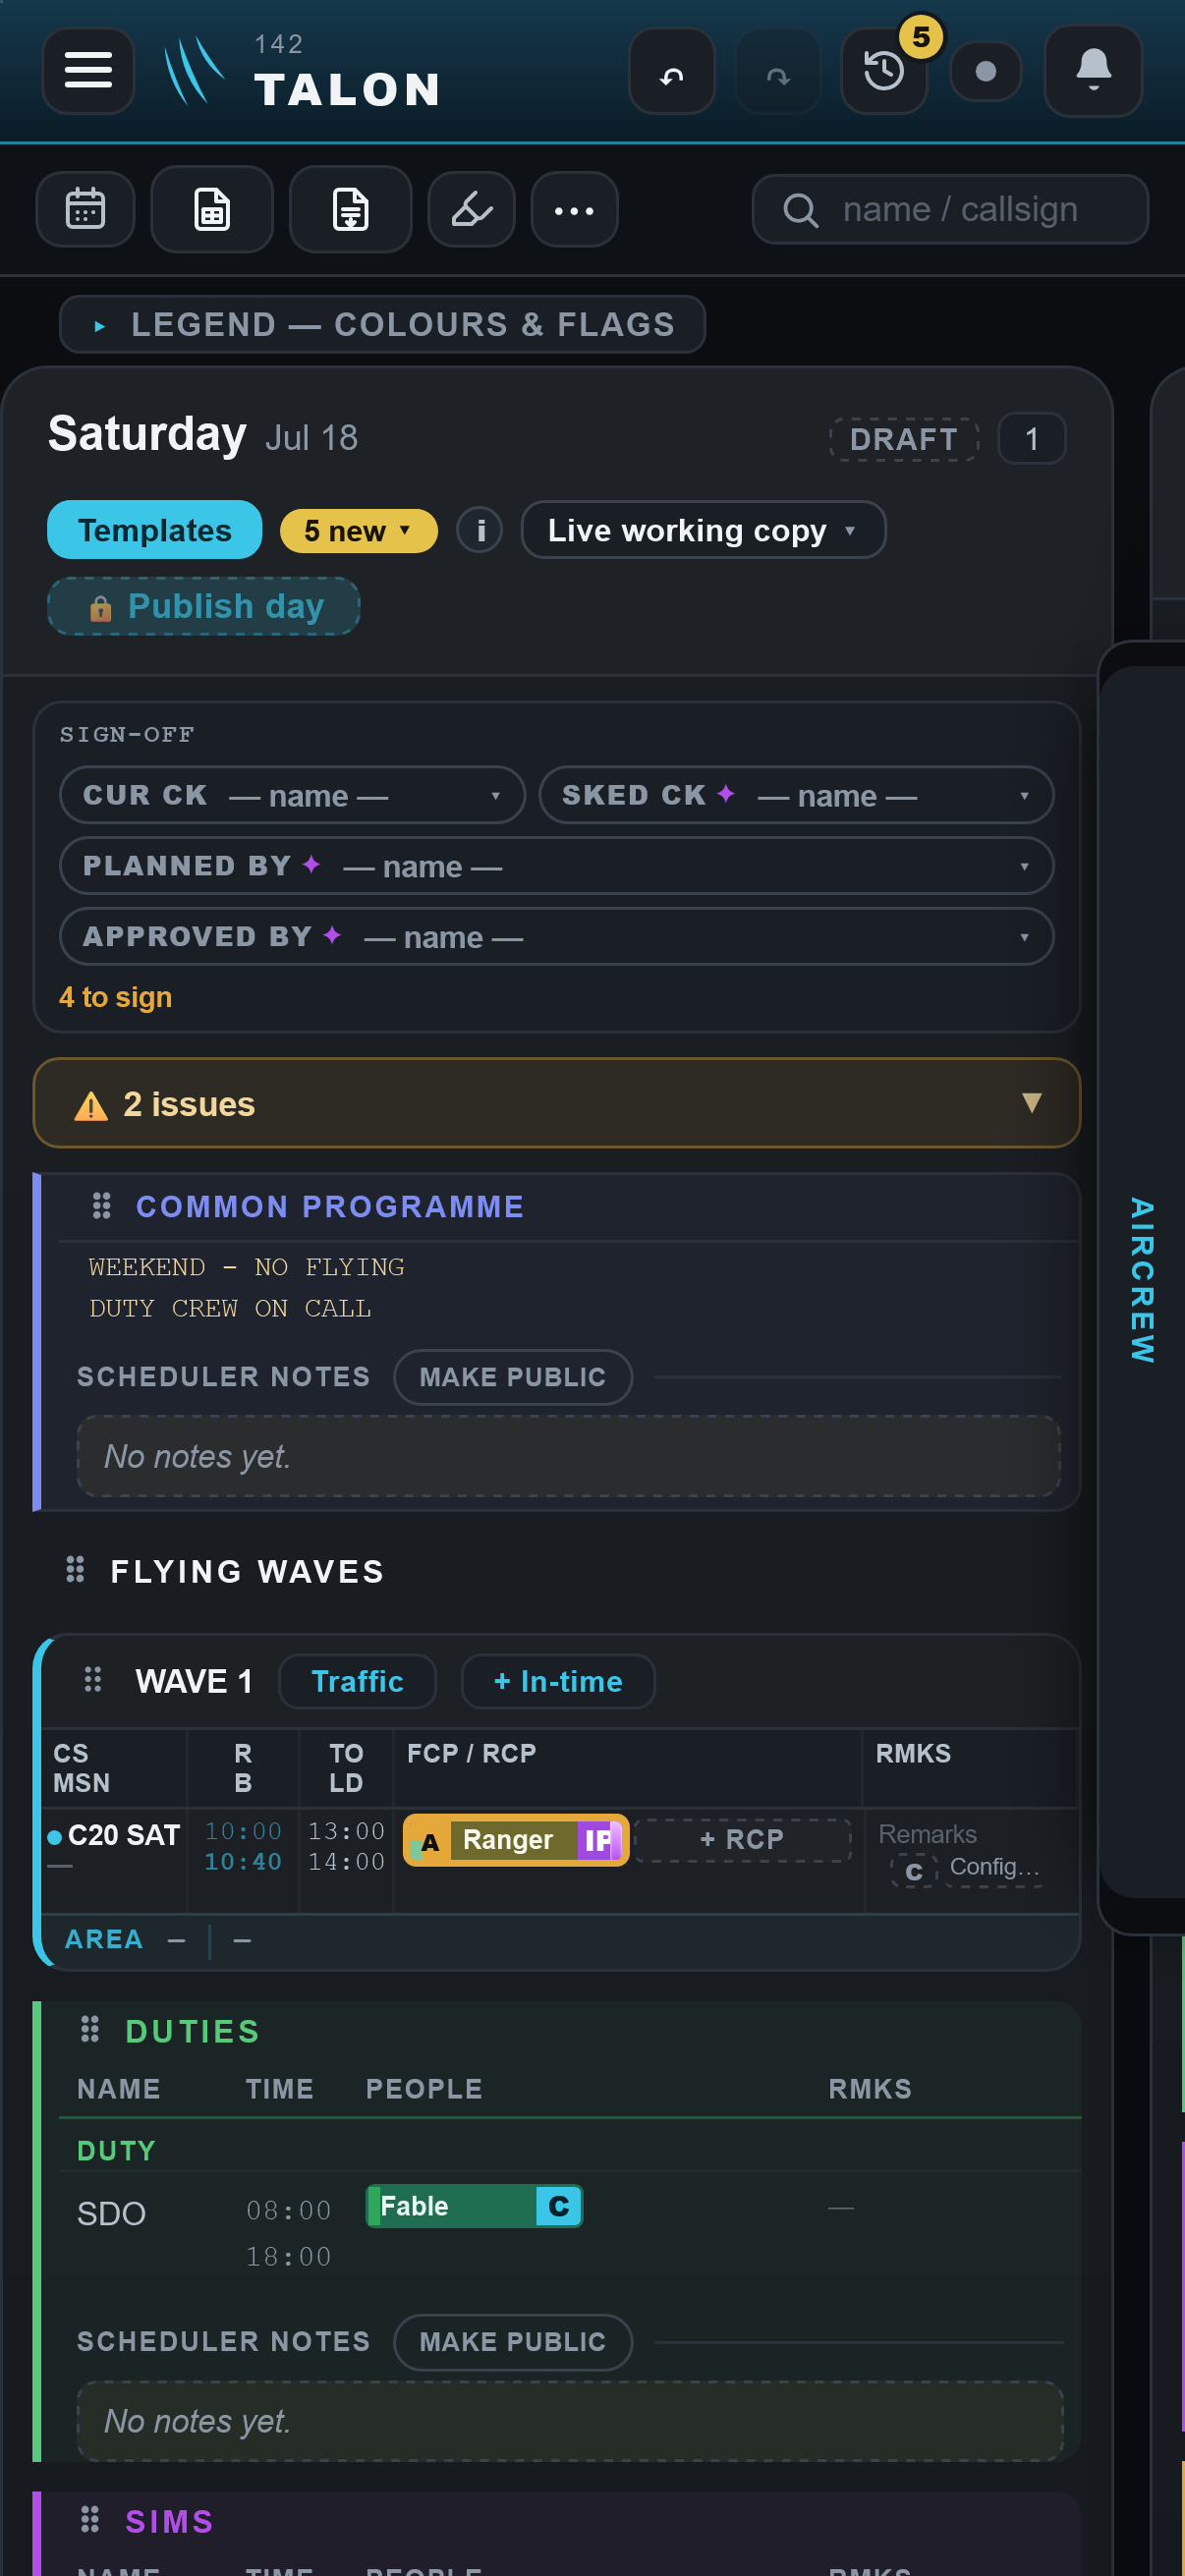 142
TALON
5
name / callsign
LEGEND — COLOURS & FLAGS
Saturday Jul 18
DRAFT 1
Templates 5 new i Live working copy
Publish day
SIGN-OFF
CUR CK — name — SKED CK — name —
PLANNED BY — name —
APPROVED BY — name —
4 to sign
2 issues
COMMON PROGRAMME
WEEKEND - NO FLYING
DUTY CREW ON CALL
SCHEDULER NOTES MAKE PUBLIC
No notes yet.
AIRCREW
FLYING WAVES
WAVE 1 Traffic + In-time
CS R TO FCP / RCP RMKS
MSN B LD
C20 SAT 10:00 13:00 A Ranger IP + RCP Remarks
— 10:40 14:00 C Config…
AREA — —
DUTIES
NAME TIME PEOPLE RMKS
DUTY
SDO 08:00 Fable C —
18:00
SCHEDULER NOTES MAKE PUBLIC
No notes yet.
SIMS
NAME TIME PEOPLE RMKS